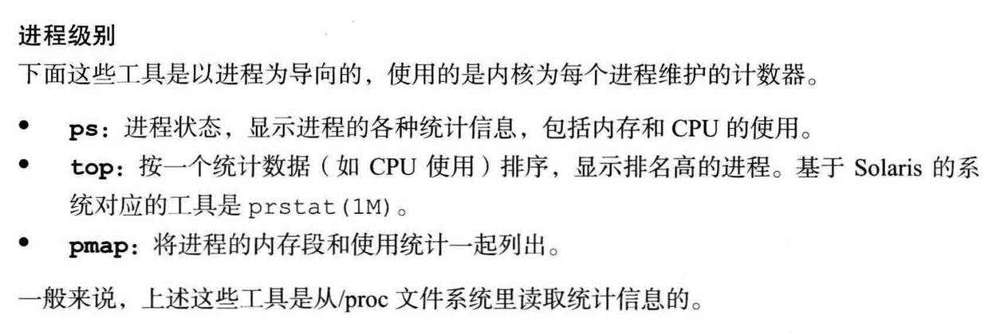 进程级别
下面这些工具是以进程为导向的，使用的是内核为每个进程维护的计数器。
● ps：进程状态，显示进程的各种统计信息，包括内存和 CPU 的使用。
● top：按一个统计数据（如 CPU 使用）排序，显示排名高的进程。基于 Solaris 的系
统对应的工具是 prstat(1M)。
● pmap：将进程的内存段和使用统计一起列出。
一般来说，上述这些工具是从/proc 文件系统里读取统计信息的。